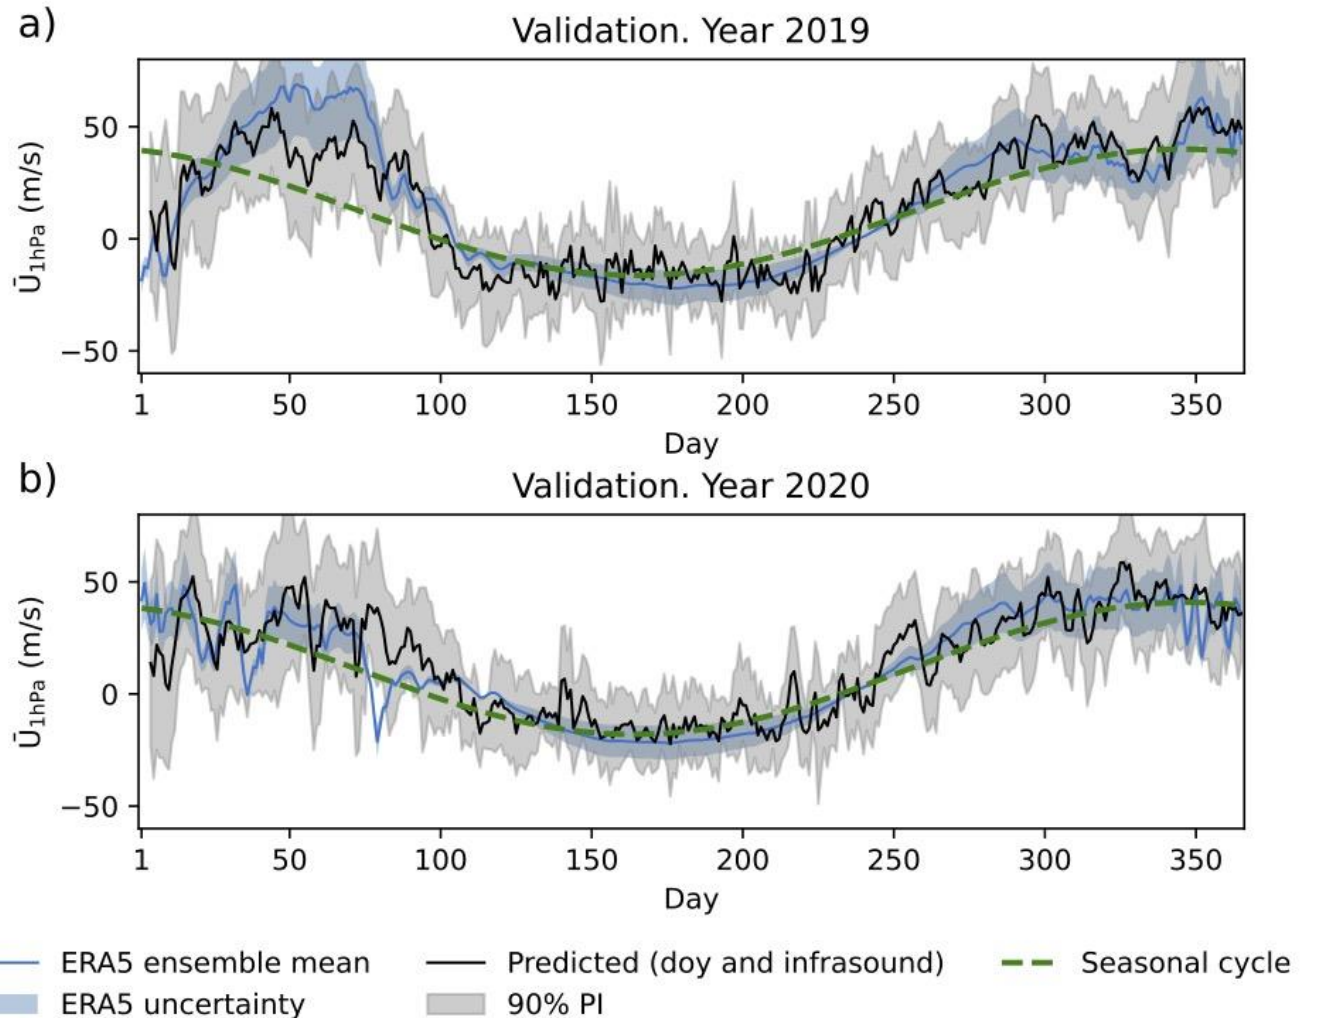 a)
Validation. Year 2019
Ū1hPa (m/s)
50
0
−50
1 50 100 150 200 250 300 350
Day
b)
Validation. Year 2020
Ū1hPa (m/s)
50
0
−50
1 50 100 150 200 250 300 350
Day
ERA5 ensemble mean Predicted (doy and infrasound) Seasonal cycle
ERA5 uncertainty 90% PI